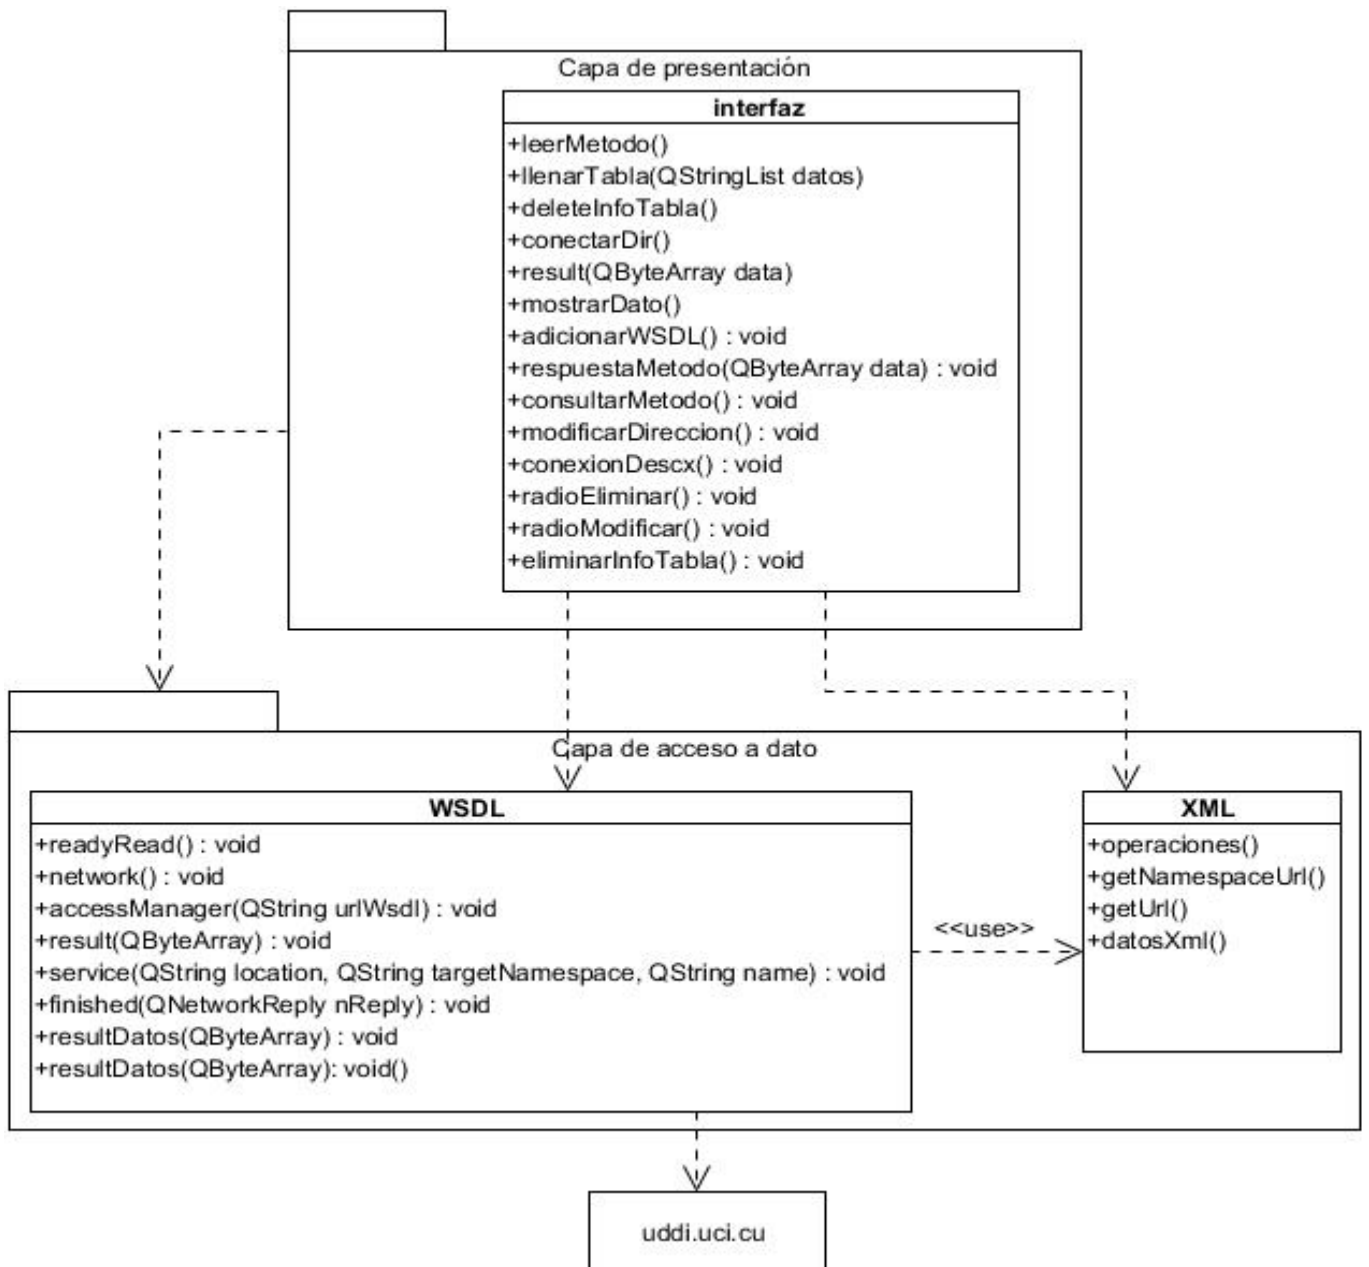 Capa de presentación
interfaz
+leerMetodo()
+llenarTabla(QStringList datos)
+deleteInfoTabla()
+conectarDir()
+result(QByteArray data)
+mostrarDato()
+adicionarWSDL() : void
+respuestaMetodo(QByteArray data) : void
+consultarMetodo() : void
+modificarDireccion() : void
+conexionDescx() : void
+radioEliminar() : void
+radioModificar() : void
+eliminarInfoTabla() : void
Capa de acceso a dato
WSDL
+readyRead() : void
+network() : void
+accessManager(QString urlWsdl) : void
+result(QByteArray) : void
+service(QString location, QString targetNamespace, QString name) : void
+finished(QNetworkReply nReply) : void
+resultDatos(QByteArray) : void
+resultDatos(QByteArray): void()
<<use>>
XML
+operaciones()
+getNamespaceUrl()
+getUrl()
+datosXml()
uddi.uci.cu